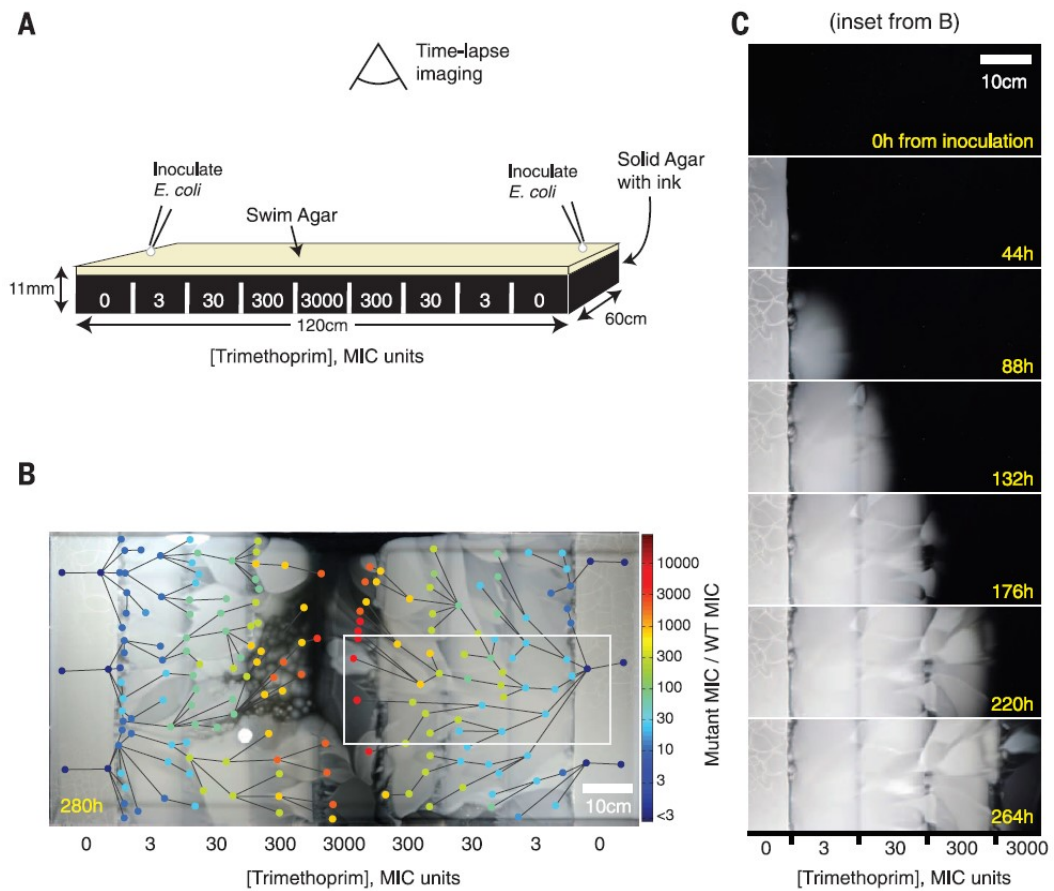 A
Time-lapse
imaging
Inoculate
E. coli
Swim Agar
Inoculate
E. coli
Solid Agar
with ink
11mm
0 3 30 300 3000 300 30 3 0
120cm
60cm
[Trimethoprim], MIC units
B
280h
10cm
0 3 30 300 3000 300 30 3 0
[Trimethoprim], MIC units
10000
3000
1000
300
100
30
10
3
<3
Mutant MIC / WT MIC
C
(inset from B)
10cm
0h from inoculation
44h
88h
132h
176h
220h
264h
0 3 30 300 3000
[Trimethoprim], MIC units